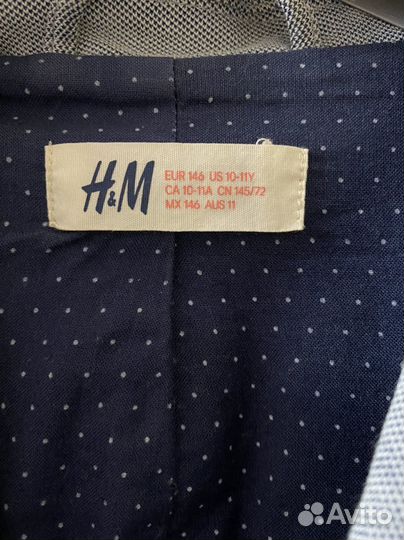 H&M
EUR 146 US 10-11Y
CA 10-11A CN 145/72
MX 146 AUS 11
Avito